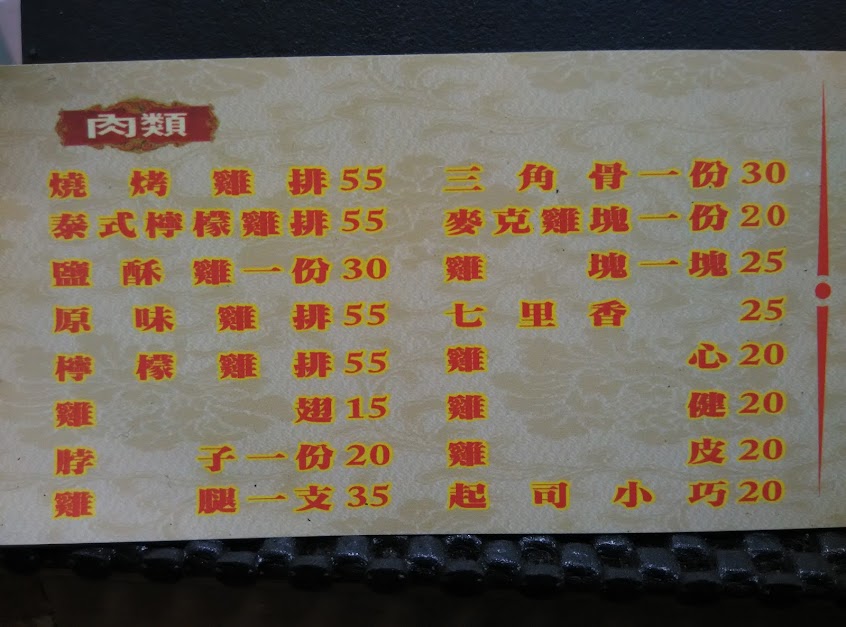 肉類
燒烤雞排55
泰式檸檬雞排55
鹽酥雞一份30
原味雞排55
檸檬雞排55
雞翅15
脖子一份20
雞腿一支35
三角骨一份30
麥克雞塊一份20
雞塊一塊25
七里香25
雞心20
雞健20
雞皮20
起司小巧20